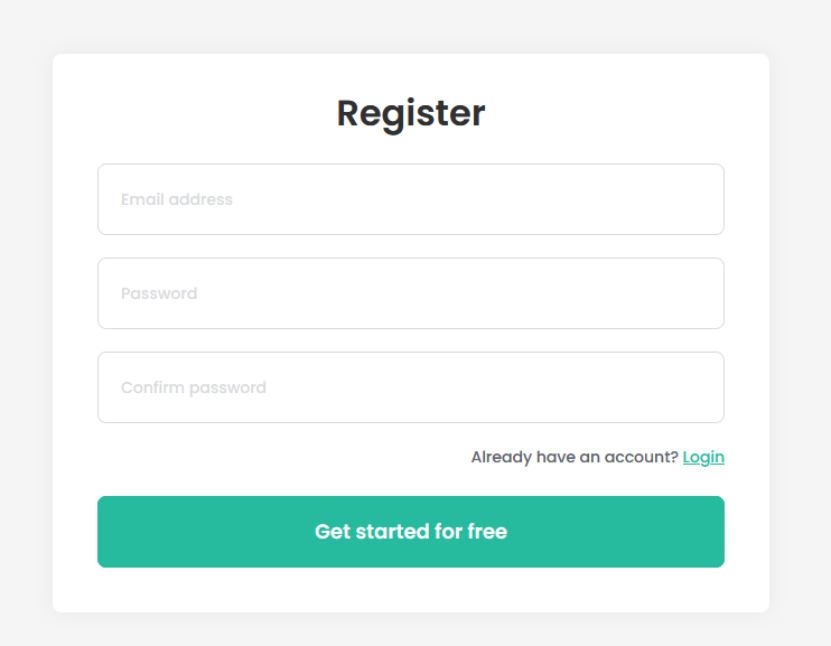 Register
Email address
Password
Confirm password
Already have an account? Login
Get started for free